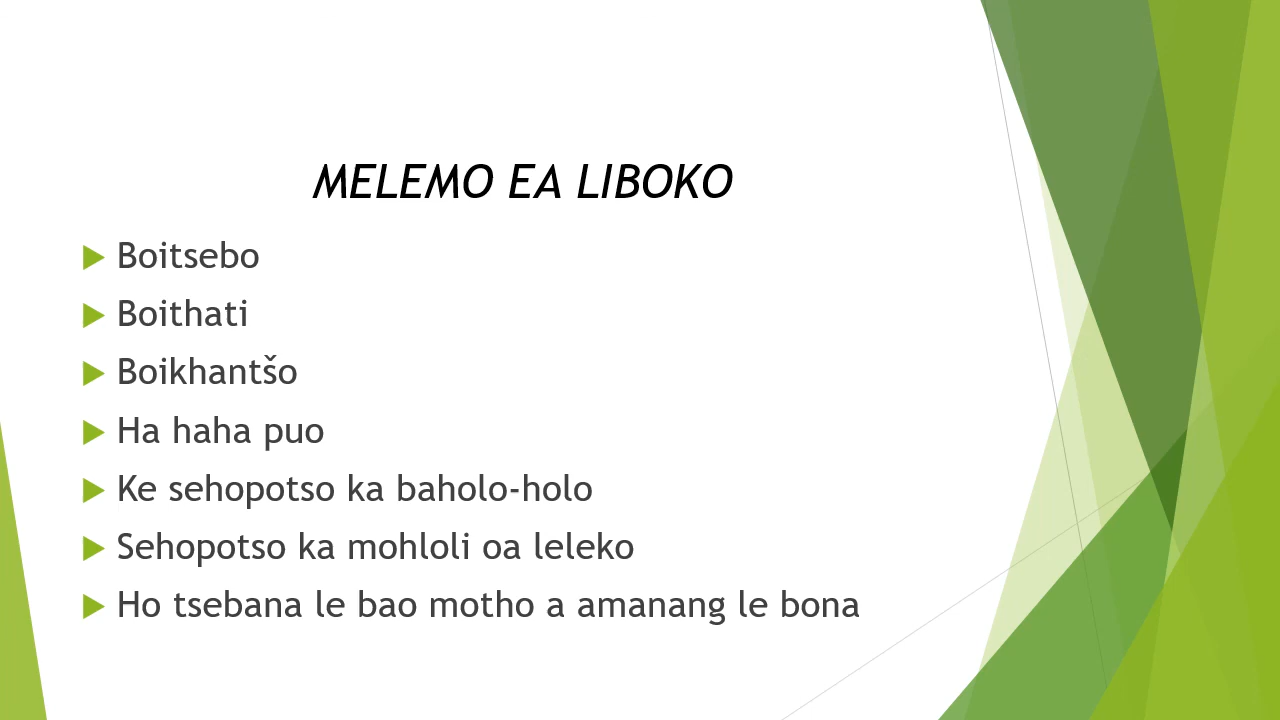 MELEMO EA LIBOKO
Boitsebo
Boithati
Boikhantšo
Ha haha puo
Ke sehopotso ka baholo-holo
Sehopotso ka mohloli oa leleko
Ho tsebana le bao motho a amanang le bona